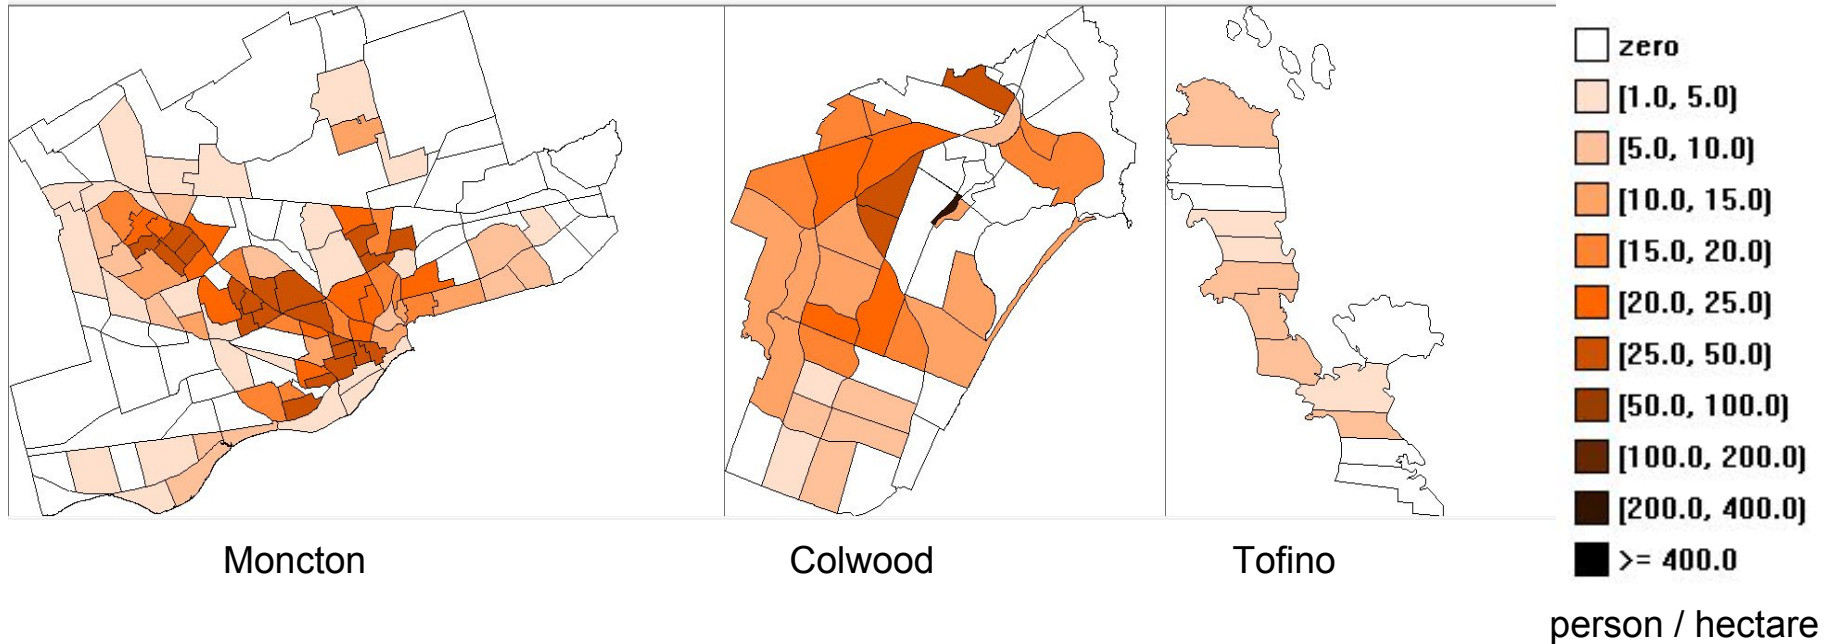 zero
[1.0, 5.0)
[5.0, 10.0)
[10.0, 15.0)
[15.0, 20.0)
[20.0, 25.0)
[25.0, 50.0)
[50.0, 100.0)
[100.0, 200.0)
[200.0, 400.0)
>= 400.0
Moncton
Colwood
Tofino
person / hectare